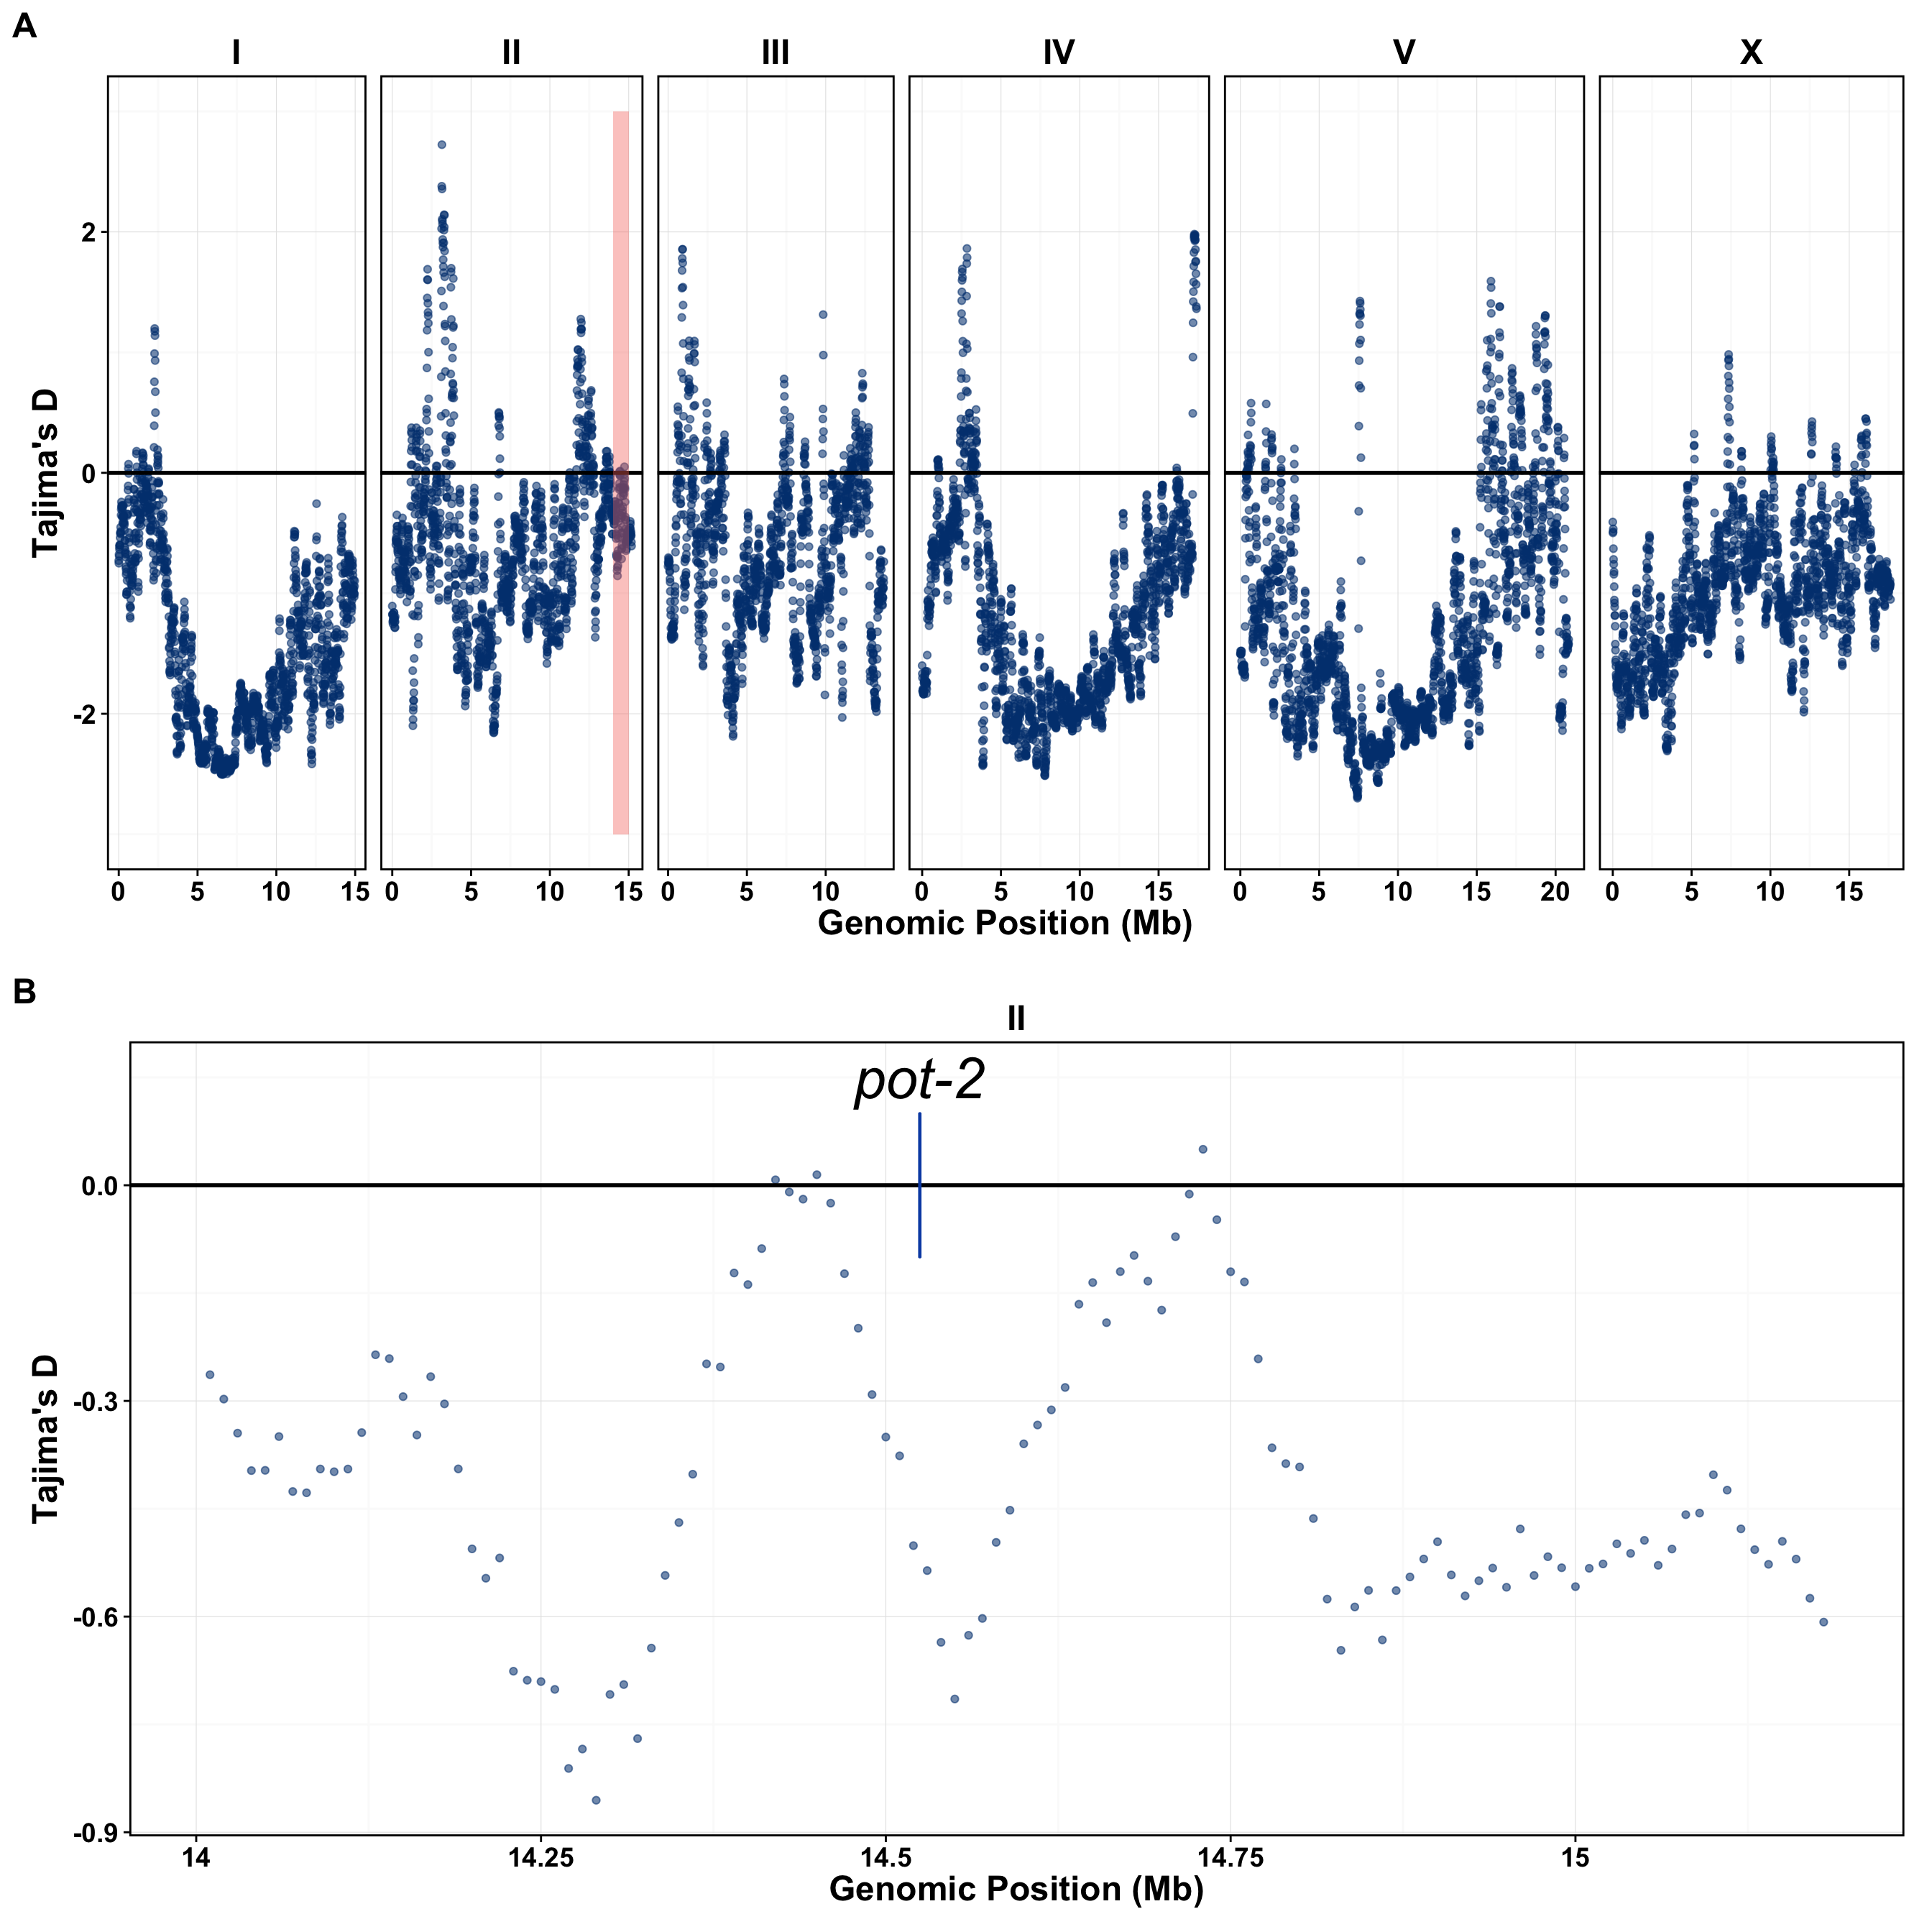 A
I II III IV V X
Tajima's D
2
0
-2
0 5 10 15 0 5 10 15 0 5 10 0 5 10 15 0 5 10 15 20 0 5 10 15
Genomic Position (Mb)
B
II
pot-2
Tajima's D
0.0
-0.3
-0.6
-0.9
14 14.25 14.5 14.75 15
Genomic Position (Mb)